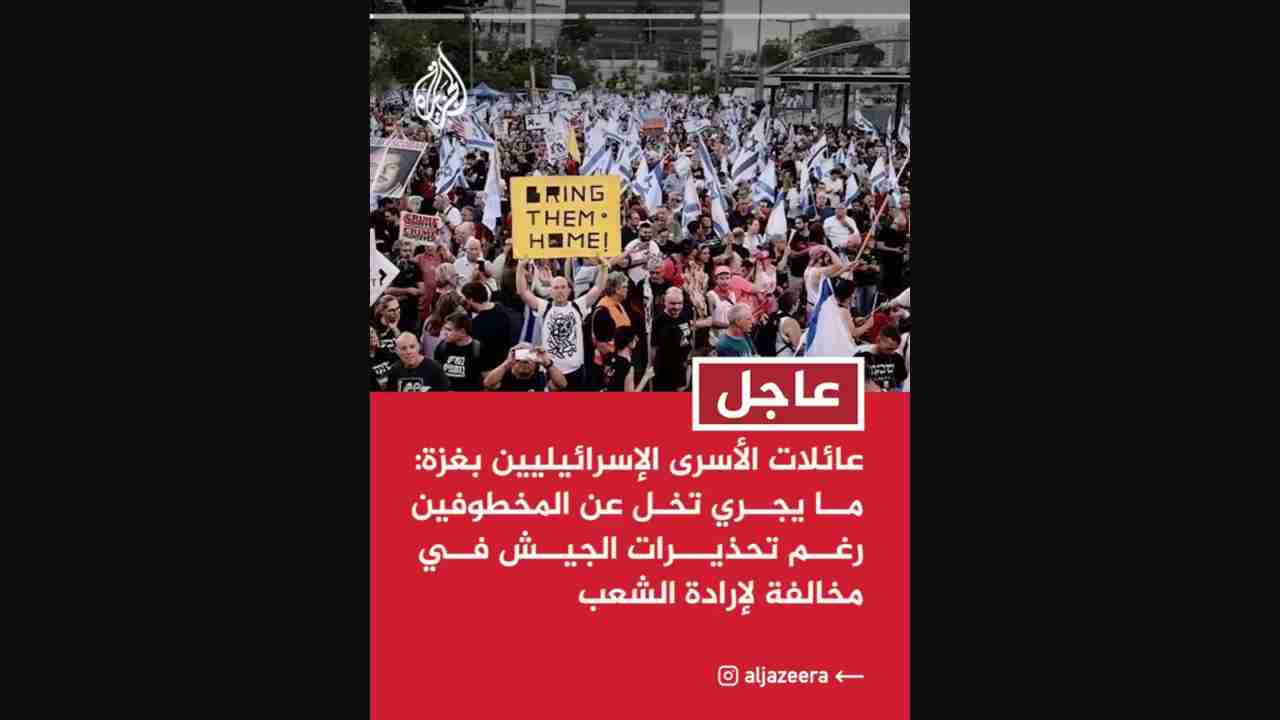 الجزيرة
BRING
THEM
HOME!
عاجل
عائلات الأسرى الإسرائيليين بغزة:
ما يجري تخل عن المخطوفين
رغم تحذيرات الجيش في
مخالفة لإرادة الشعب
aljazeera